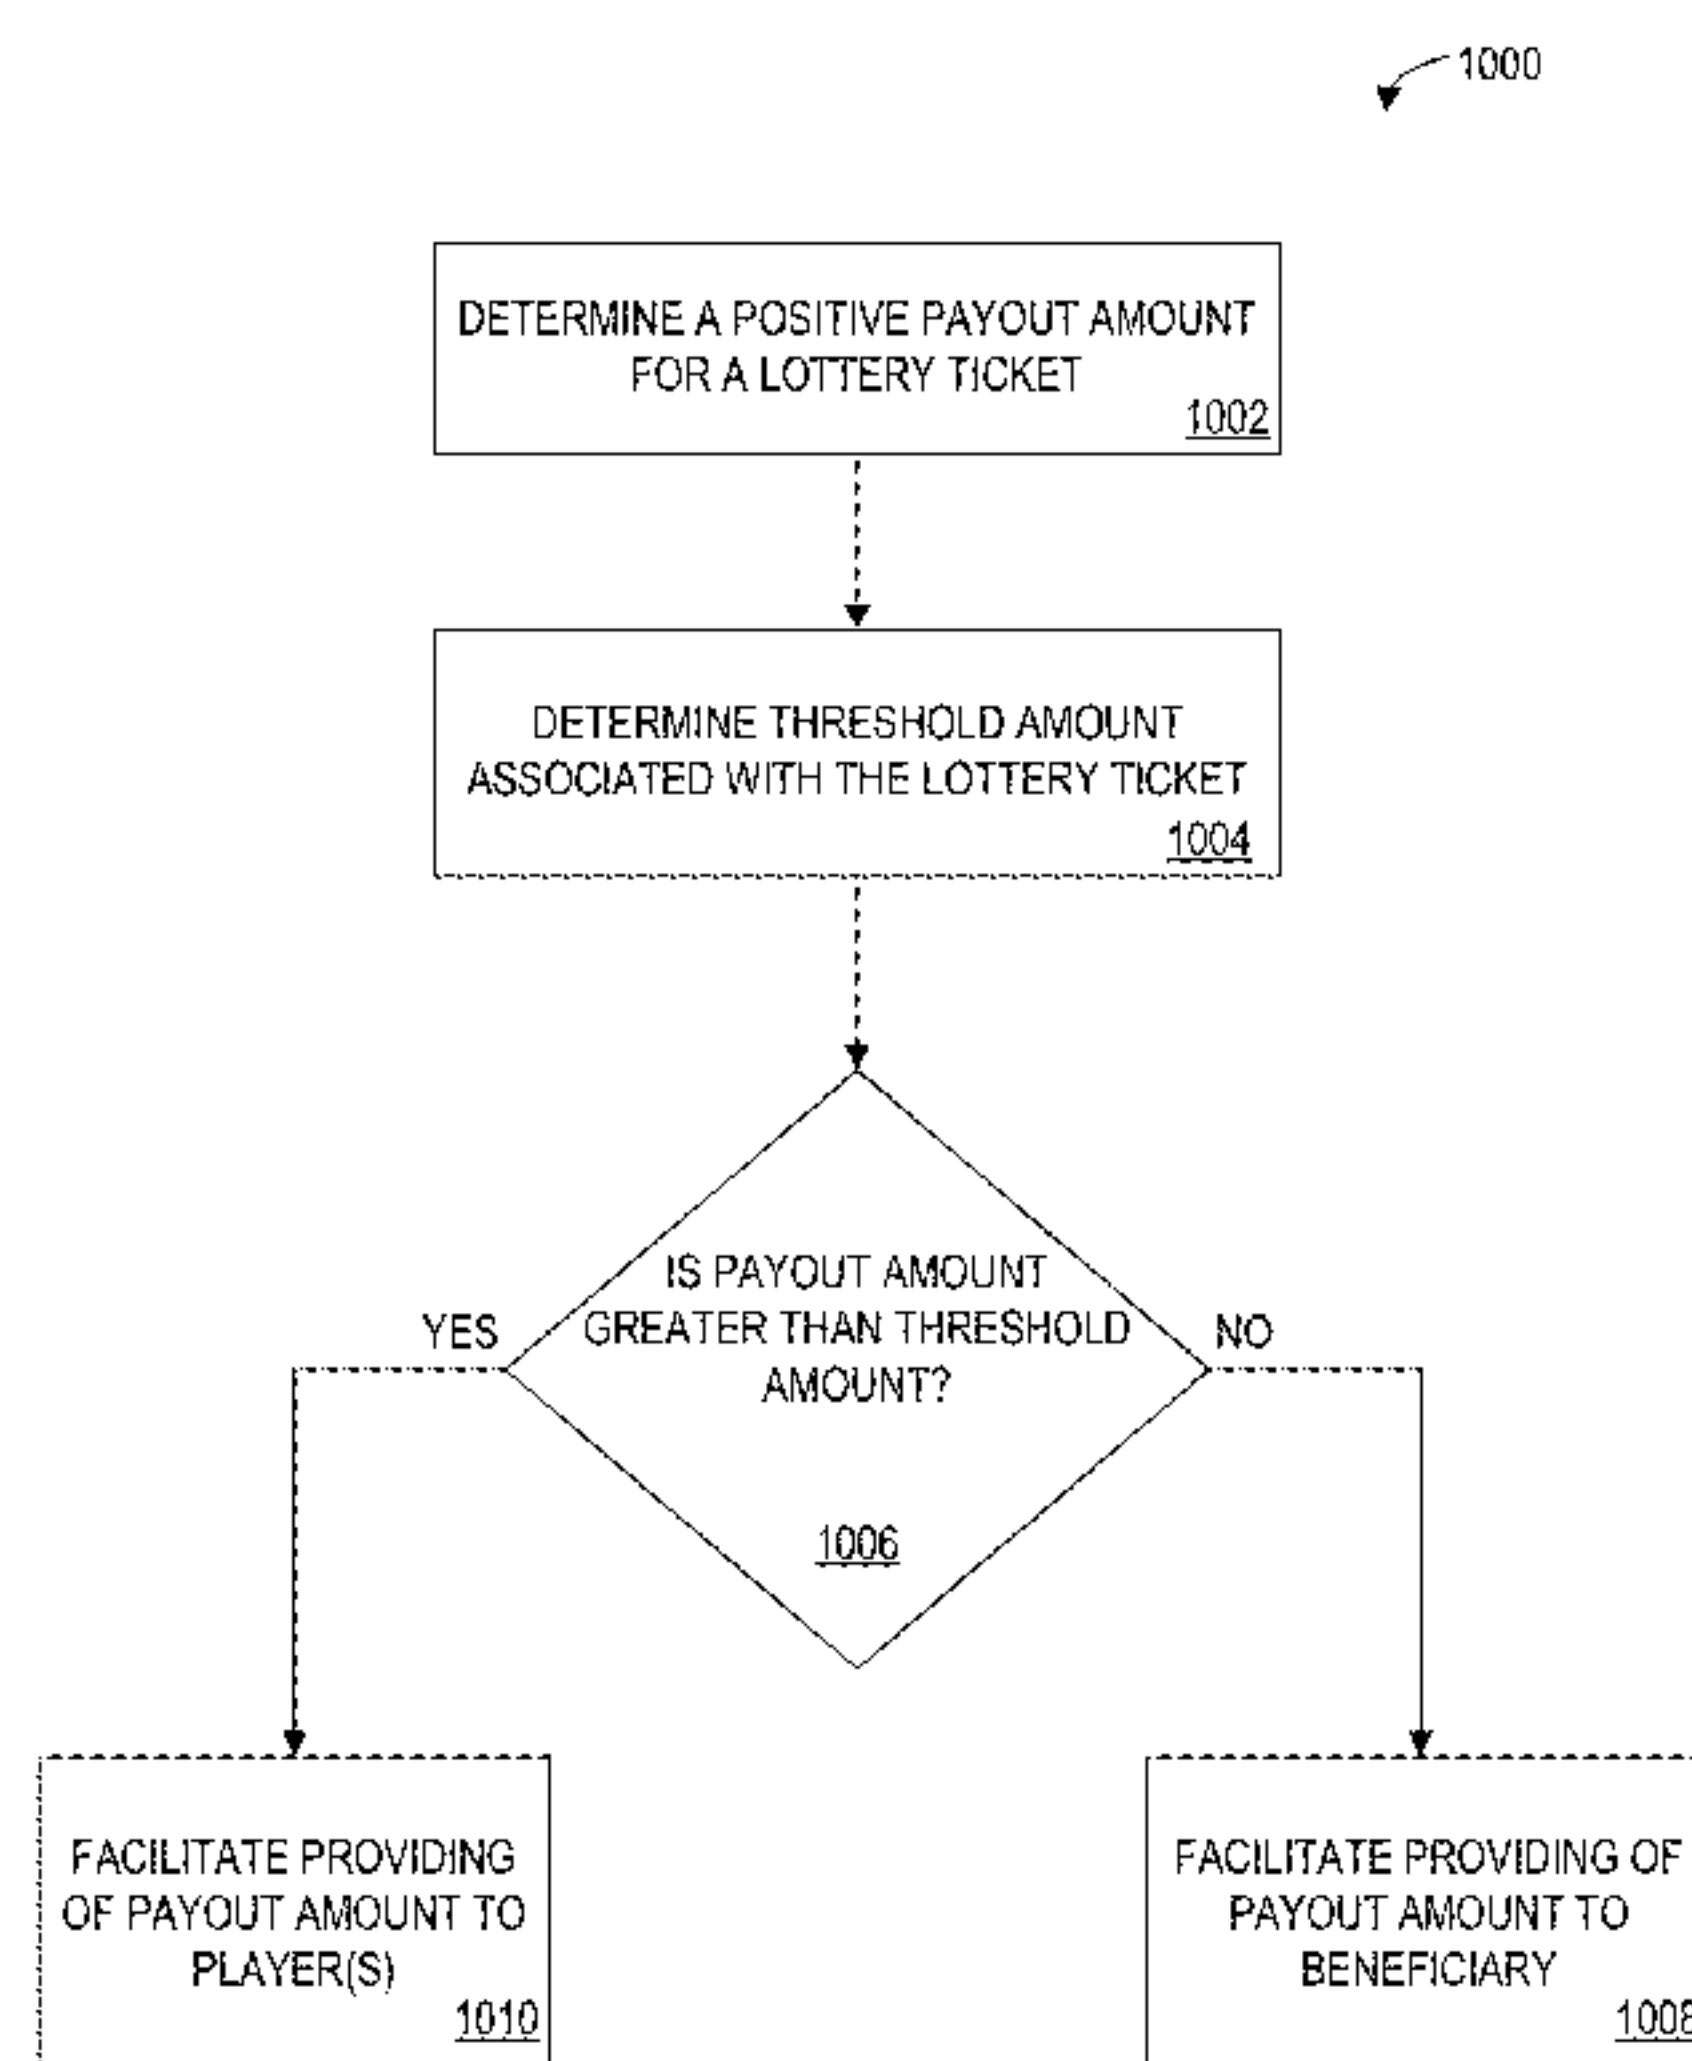 1000
DETERMINE A POSITIVE PAYOUT AMOUNT
FOR A LOTTERY TICKET
1002
DETERMINE THRESHOLD AMOUNT
ASSOCIATED WITH THE LOTTERY TICKET
1004
IS PAYOUT AMOUNT
GREATER THAN THRESHOLD
AMOUNT?
YES
NO
1006
FACILITATE PROVIDING
OF PAYOUT AMOUNT TO
PLAYER(S)
1010
FACILITATE PROVIDING OF
PAYOUT AMOUNT TO
BENEFICIARY
1008